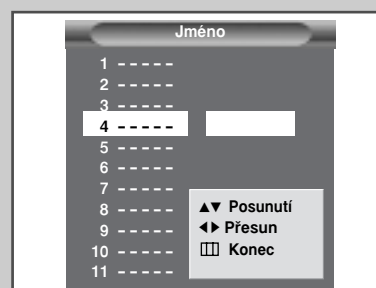 Jméno
1 -----
2 -----
3 -----
4 -----
5 -----
6 -----
7 -----
8 -----
9 -----
10 -----
11 -----
▲▼ Posunutí
◀▶ Přesun
Konec